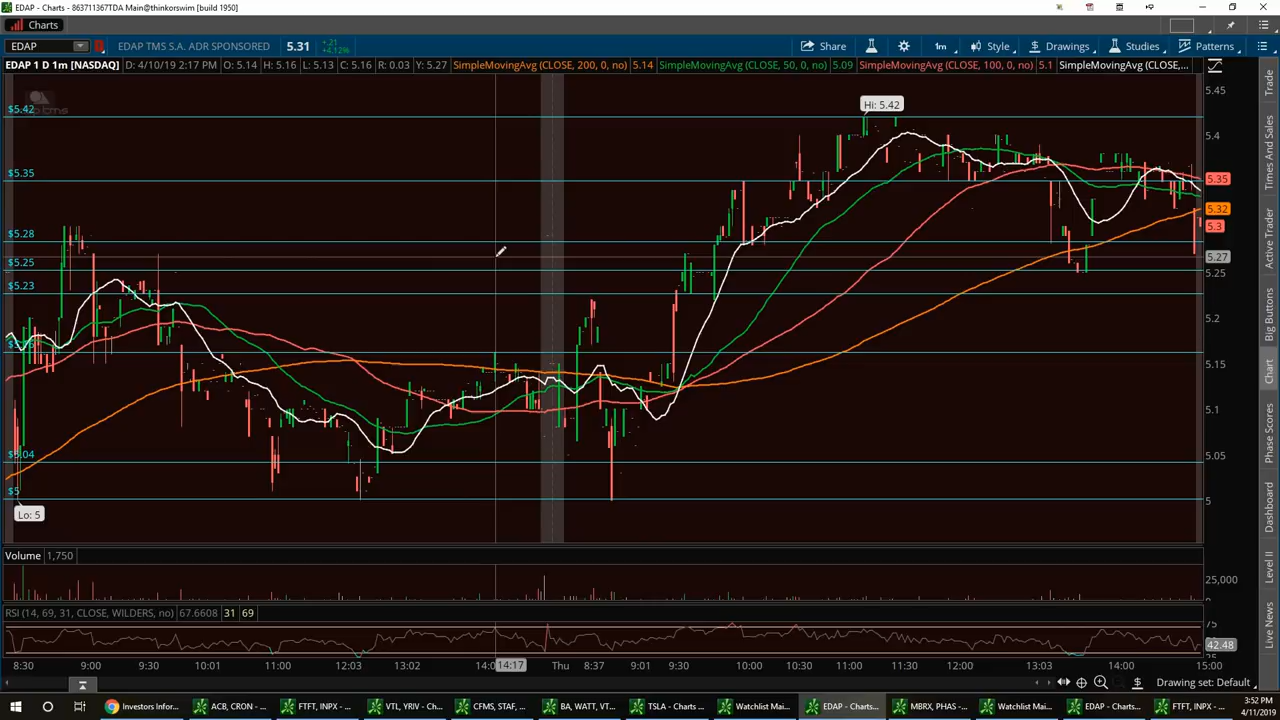 EDAP - Charts - 863711367TDA Main@thinkorswim [build 1950]
Charts
EDAP EDAP TMS S.A. ADR SPONSORED 5.31 +.21 +4.12% Share 1m Style Drawings Studies Patterns
EDAP 1 D 1m [NASDAQ] D: 4/10/19 2:17 PM O: 5.14 H: 5.16 L: 5.13 C: 5.16 R: 0.03 Y: 5.27 SimpleMovingAvg (CLOSE, 200, 0, no) 5.14 SimpleMovingAvg (CLOSE, 50, 0, no) 5.09 SimpleMovingAvg (CLOSE, 100, 0, no) 5.1 SimpleMovingAvg (CLOSE,...
5.45
Hi: 5.42
$5.42
5.4
$5.35
5.35
5.32
5.3
$5.28
5.27
$5.25
5.25
$5.23
5.2
5.15
5.1
$5.04
5.05
$5
5
Lo: 5
Volume 1,750
25,000
RSI (14, 69, 31, CLOSE, WILDERS, no) 67.6608 31 69
75
42.48
25
8:30 9:00 9:30 10:01 11:00 12:03 13:02 14:0 14:17 Thu 8:37 9:01 9:30 10:00 10:30 11:00 11:30 12:00 13:03 14:00 15:00
Drawing set: Default
Trade
Times And Sales
Active Trader
Big Buttons
Chart
Phase Scores
Dashboard
Level II
Live News
Investors Infor...
ACB, CRON - ...
FTFT, INPX - ...
VTL, YRIV - Ch...
CFMS, STAF, ...
BA, WATT, VT...
TSLA - Charts ...
Watchlist Mai...
EDAP - Charts...
MBRX, PHAS - ...
Watchlist Mai...
EDAP - Charts...
FTFT, INPX - ...
3:52 PM
4/11/2019